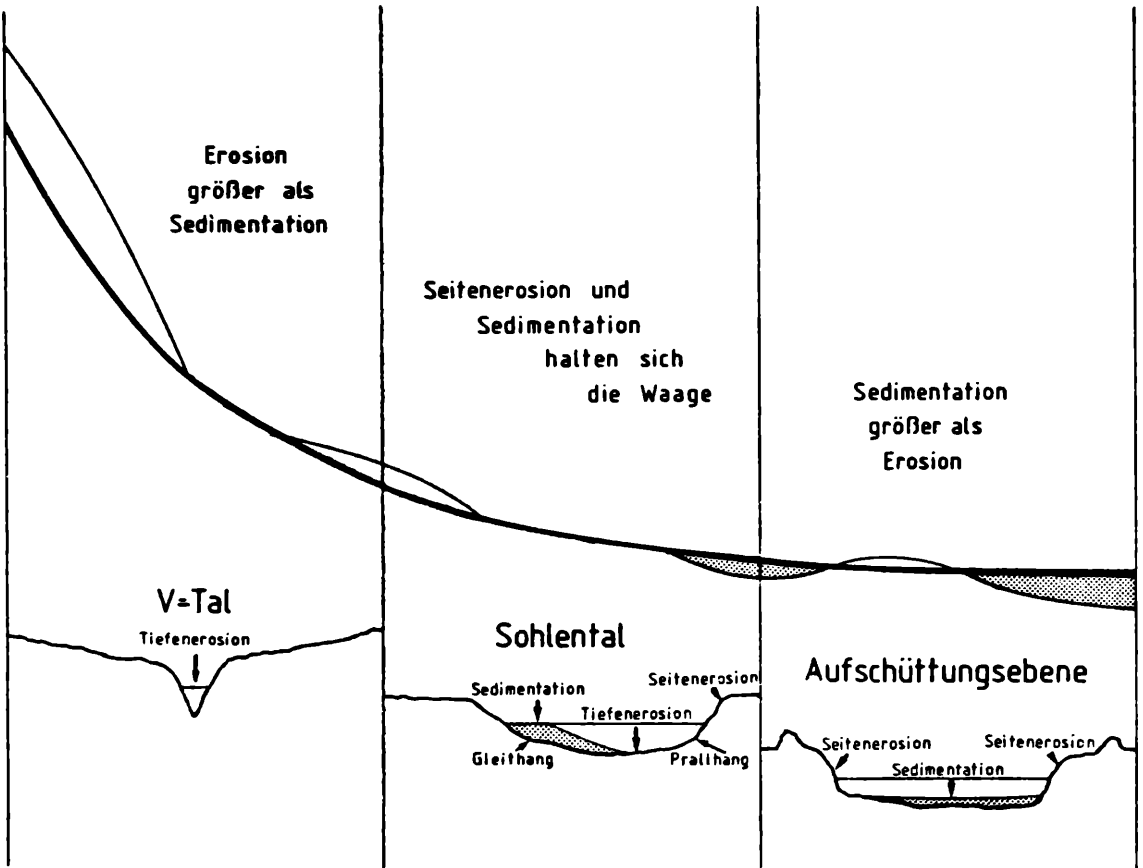 Erosion
größer als
Sedimentation
V=Tal
Tiefenerosion
Seitenerosion und
Sedimentation
halten sich
die Waage
Sohlental
Sedimentation
Seitenerosion
Tiefenerosion
Gleithang
Prallhang
Sedimentation
größer als
Erosion
Aufschüttungsebene
Seitenerosion
Seitenerosion
Sedimentation